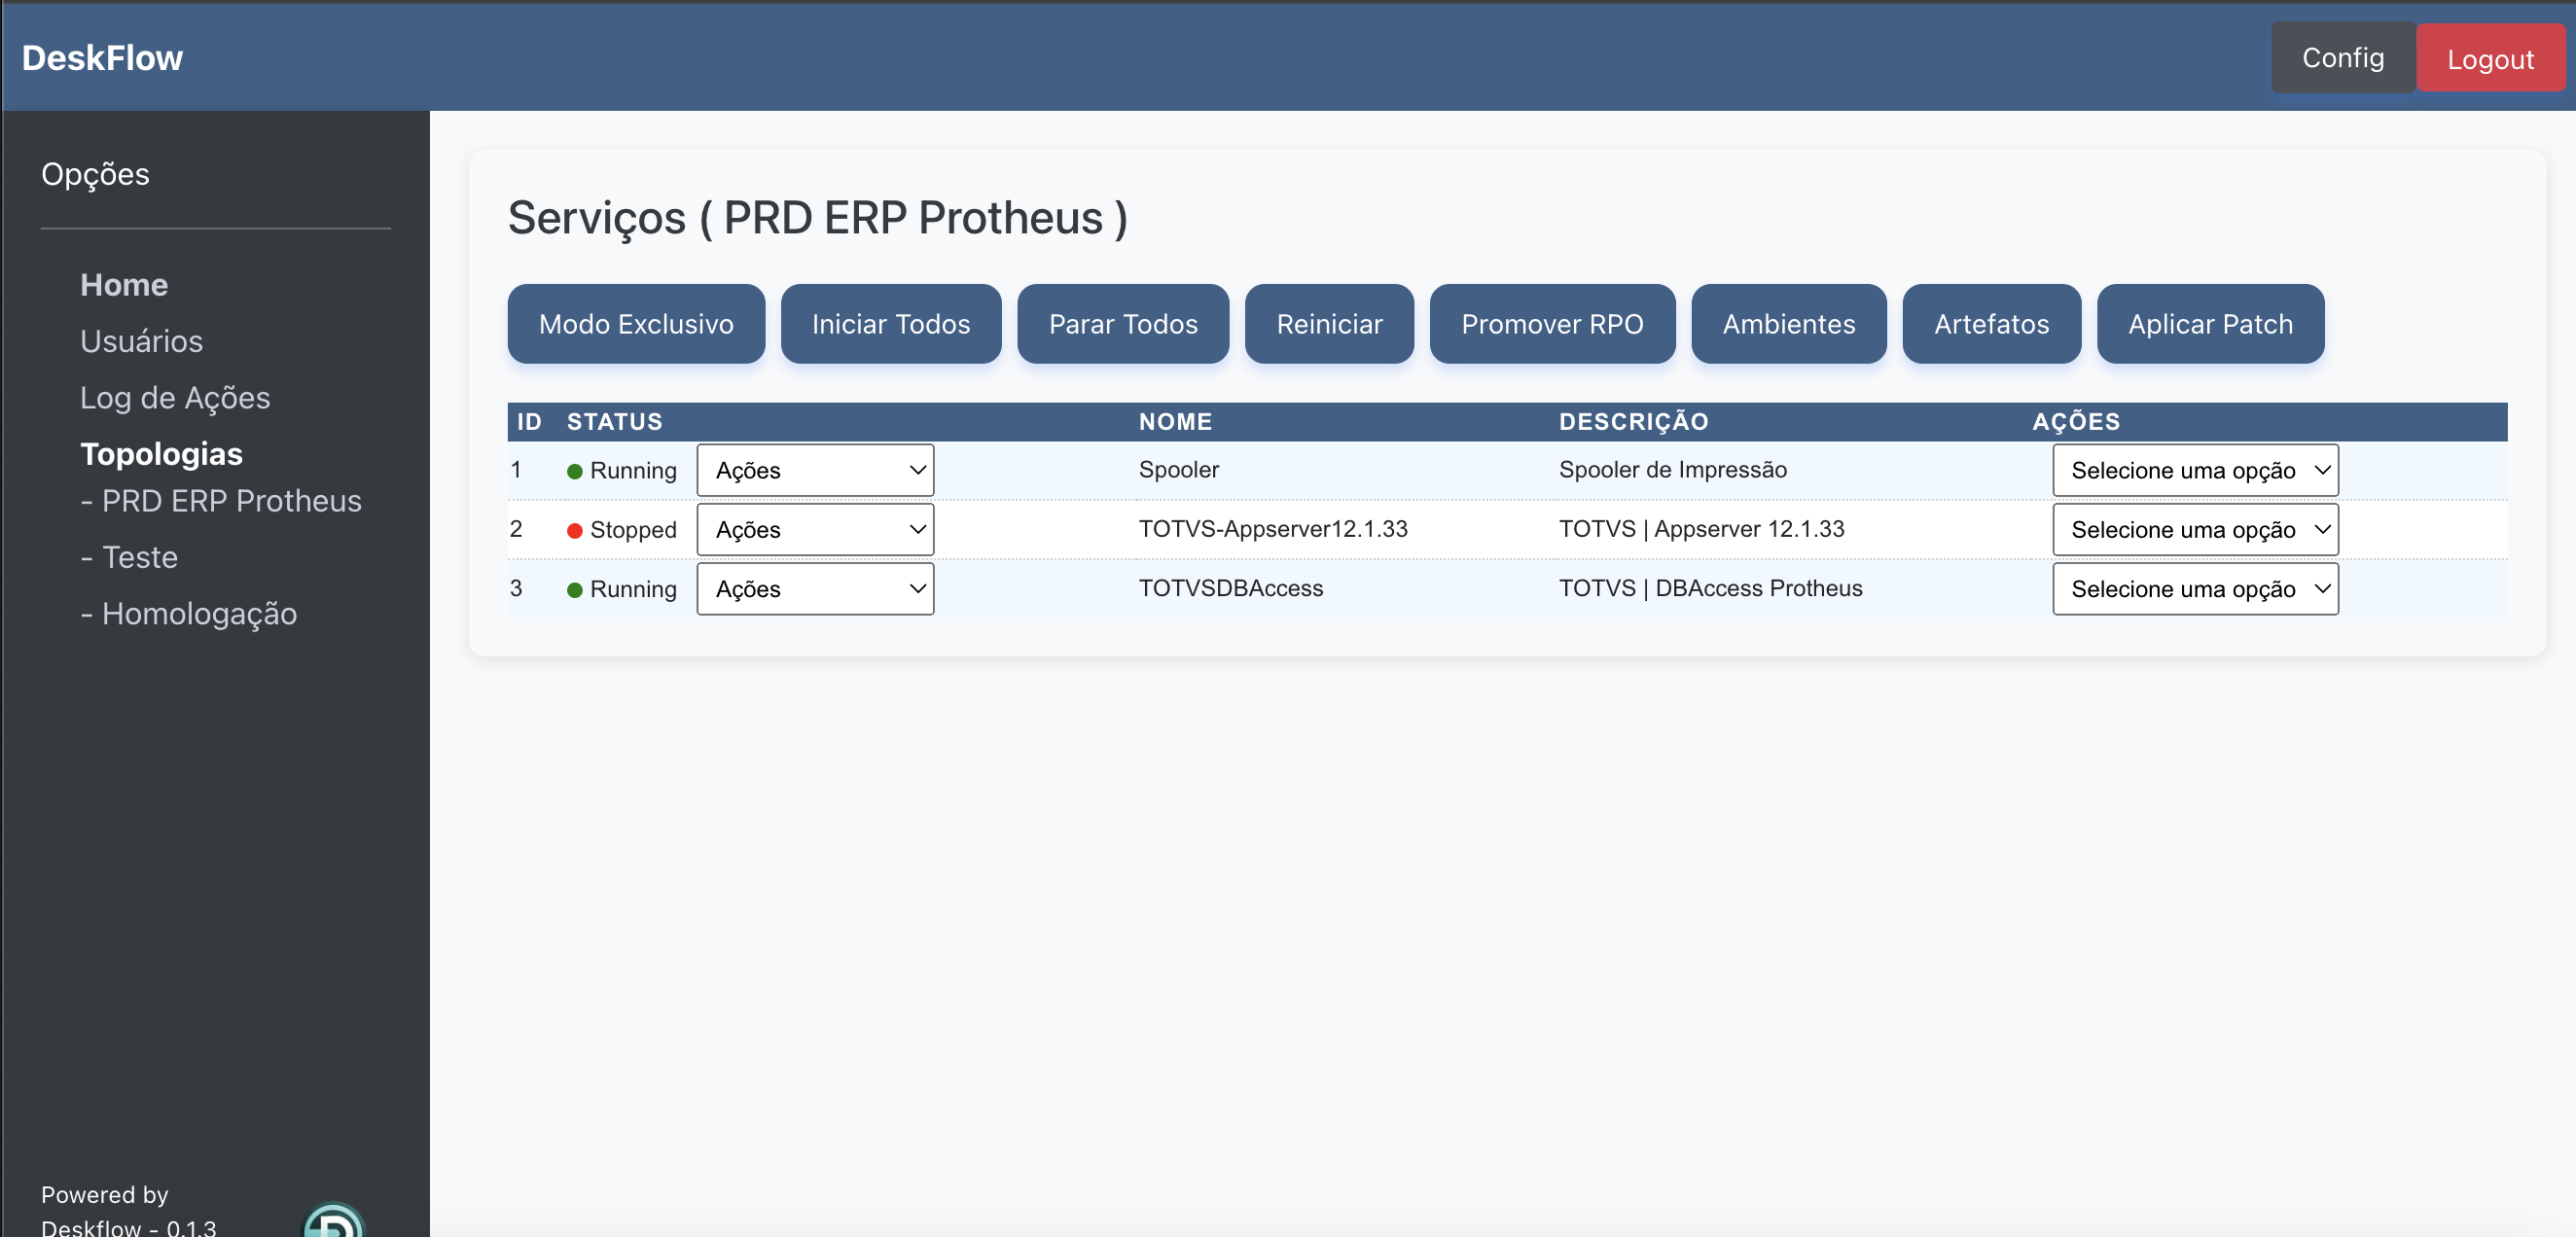 DeskFlow
Config
Logout
Opções
Home
Usuários
Log de Ações
Topologias
- PRD ERP Protheus
- Teste
- Homologação
Powered by
Deskflow - 0.1.3
Serviços ( PRD ERP Protheus )
Modo Exclusivo Iniciar Todos Parar Todos Reiniciar Promover RPO Ambientes Artefatos Aplicar Patch
ID STATUS NOME DESCRIÇÃO AÇÕES
1 Running Ações Spooler Spooler de Impressão Selecione uma opção
2 Stopped Ações TOTVS-Appserver12.1.33 TOTVS | Appserver 12.1.33 Selecione uma opção
3 Running Ações TOTVSDBAccess TOTVS | DBAccess Protheus Selecione uma opção